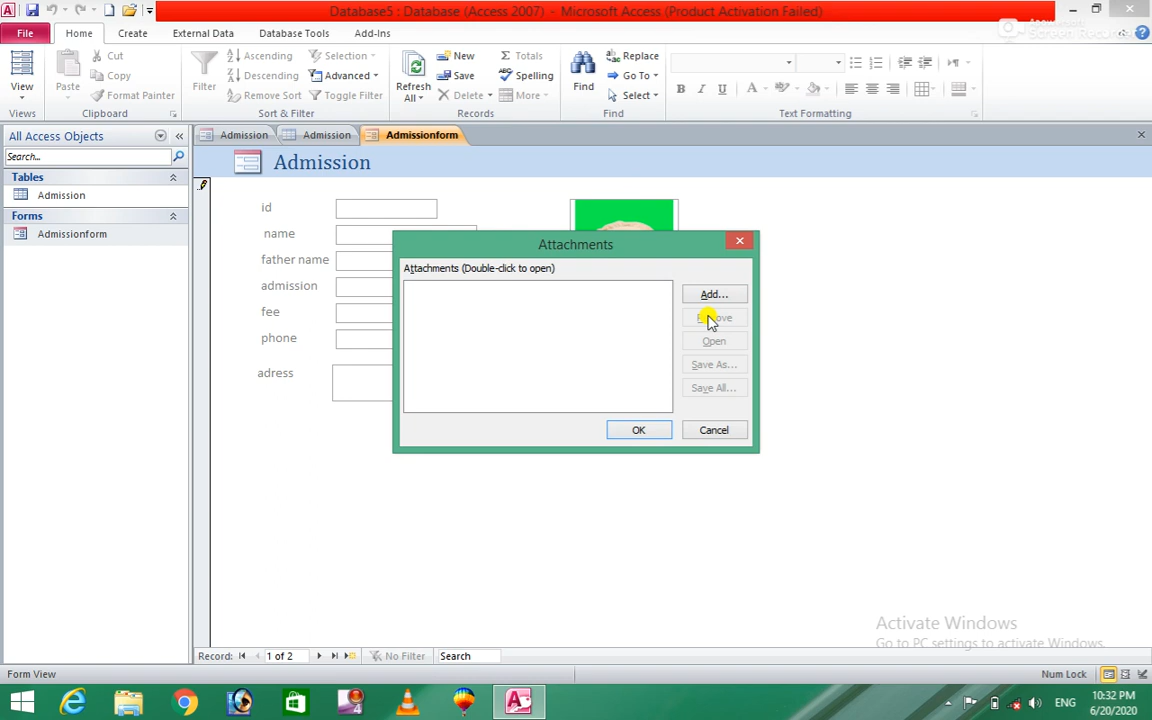 Database5 : Database (Access 2007) - Microsoft Access (Product Activation Failed)
File Home Create External Data Database Tools Add-Ins
View
Views
Paste
Cut
Copy
Format Painter
Clipboard
Filter
Ascending
Descending
Remove Sort
Selection
Advanced
Toggle Filter
Sort & Filter
Refresh
All
New
Save
Delete
Totals
Spelling
More
Records
Find
Replace
Go To
Select
Find
B I U A
Text Formatting
All Access Objects
Search...
Tables
Admission
Forms
Admissionform
Admission Admission Admissionform
Admission
id
name
father name
admission
fee
phone
adress
Attachments
Attachments (Double-click to open)
Add...
Open
Save As...
Save All...
OK Cancel
Activate Windows
Go to PC settings to activate Windows.
Record: 1 of 2 No Filter Search
Form View Num Lock
ENG 10:32 PM
6/20/2020